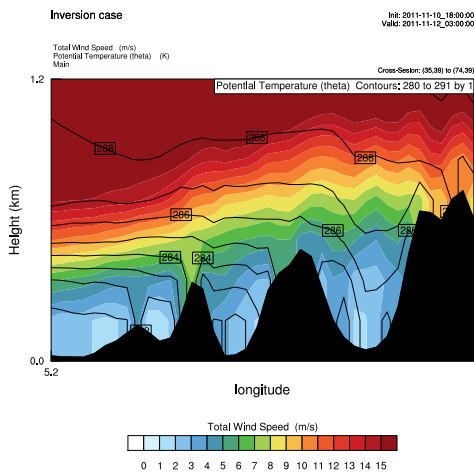 Inversion case
Init: 2011-11-10_18:00:00
Valid: 2011-11-12_03:00:00
Total Wind Speed (m/s)
Potential Temperature (theta) (K)
Main
Cross-Sesion: (35,39) to (74,39)
1.2
Potential Temperature (theta) Contours: 280 to 291 by 1
288
288
288
286
286
284
284
Height (km)
0.0
5.2
longitude
Total Wind Speed (m/s)
0 1 2 3 4 5 6 7 8 9 10 11 12 13 14 15